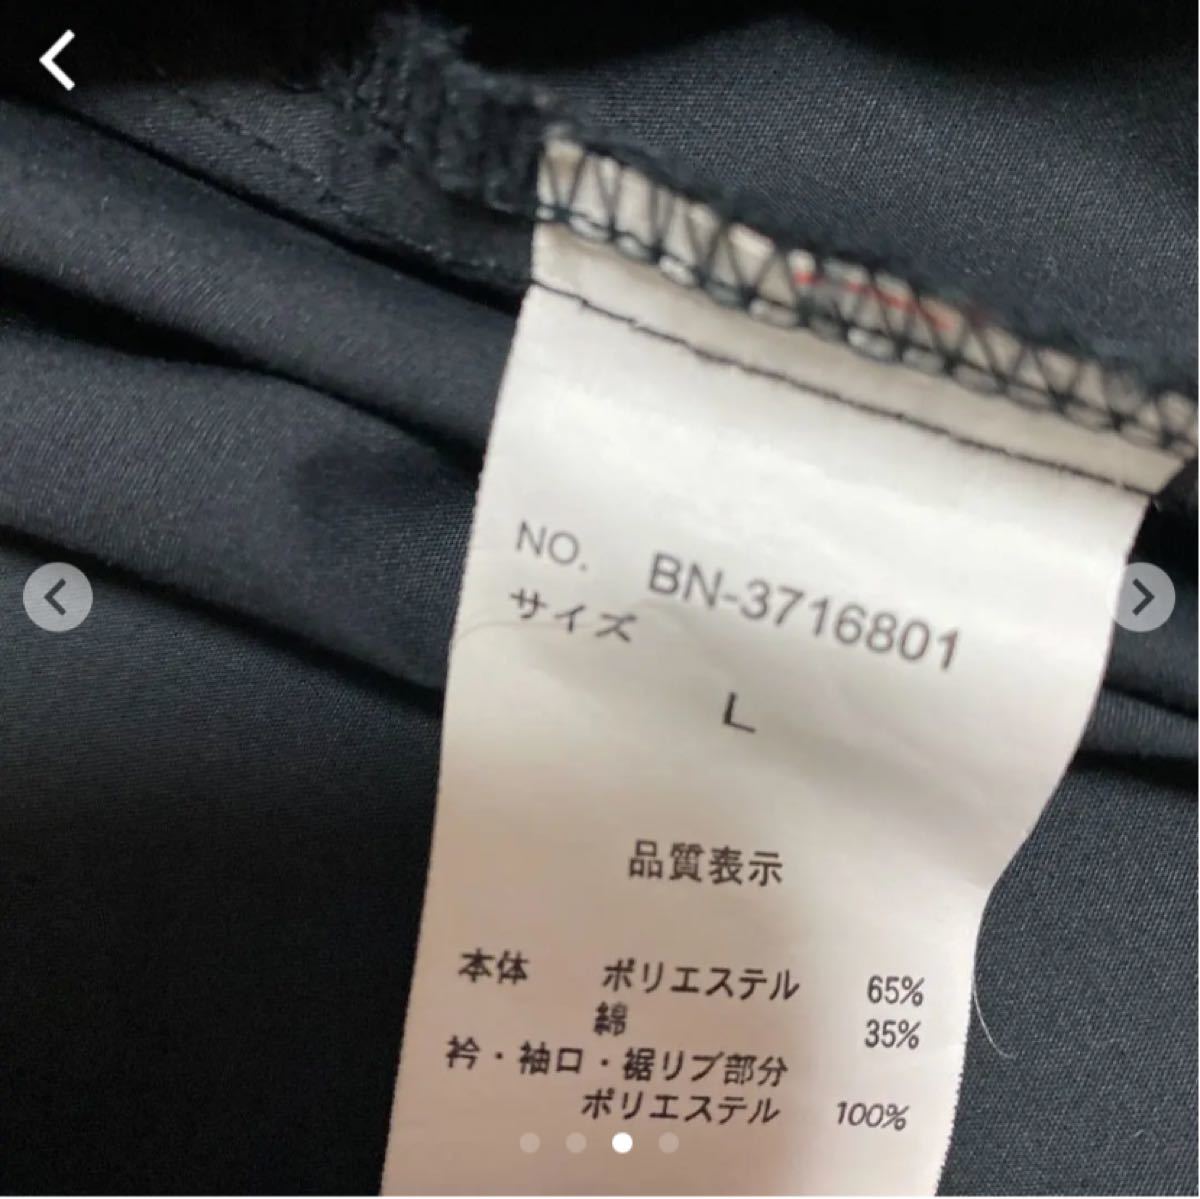 NO. BN-3716801
サイズ
L
品質表示
本体 ポリエステル 65%
綿 35%
衿・袖口・裾リブ部分
ポリエステル 100%